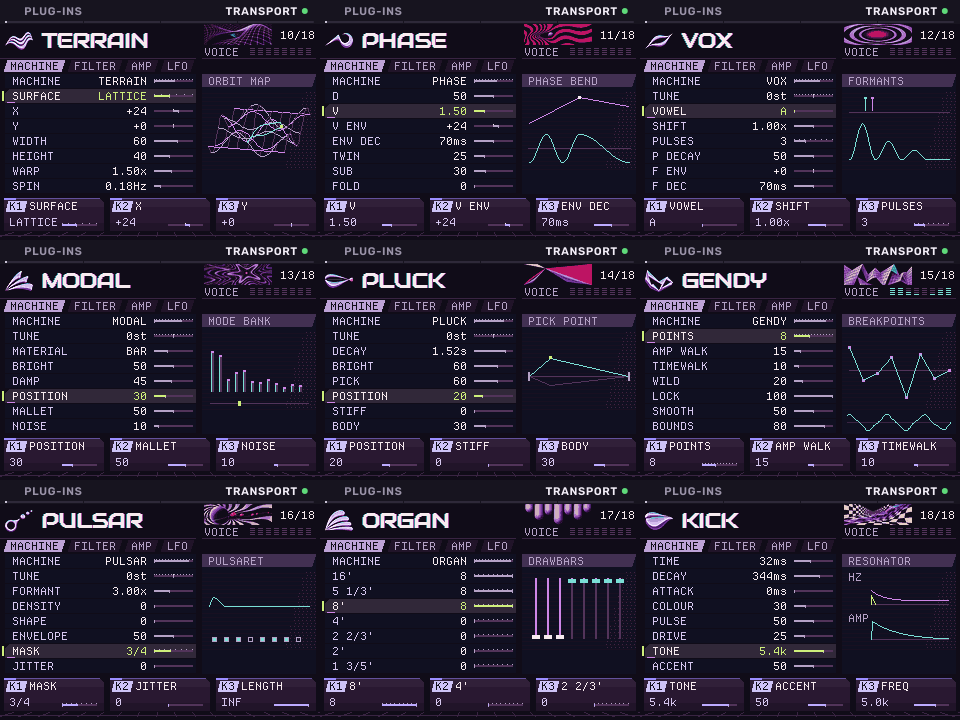 PLUG-INS TRANSPORT
TERRAIN 10/18
VOICE
MACHINE FILTER AMP LFO
MACHINE TERRAIN ORBIT MAP
SURFACE LATTICE
X +24
Y +0
WIDTH 60
HEIGHT 40
WARP 1.50x
SPIN 0.18Hz
K1 SURFACE K2 X K3 Y
LATTICE +24 +0
PLUG-INS TRANSPORT
PHASE 11/18
VOICE
MACHINE FILTER AMP LFO
MACHINE PHASE PHASE BEND
D 50
V 1.50
V ENV +24
ENV DEC 70ms
TWIN 25
SUB 30
FOLD 0
K1 V K2 V ENV K3 ENV DEC
1.50 +24 70ms
PLUG-INS TRANSPORT
VOX 12/18
VOICE
MACHINE FILTER AMP LFO
MACHINE VOX FORMANTS
TUNE 0st
VOWEL A
SHIFT 1.00x
PULSES 3
P DECAY 50
F ENV +0
F DEC 70ms
K1 VOWEL K2 SHIFT K3 PULSES
A 1.00x 3
PLUG-INS TRANSPORT
MODAL 13/18
VOICE
MACHINE FILTER AMP LFO
MACHINE MODAL MODE BANK
TUNE 0st
MATERIAL BAR
BRIGHT 50
DAMP 45
POSITION 30
MALLET 50
NOISE 10
K1 POSITION K2 MALLET K3 NOISE
30 50 10
PLUG-INS TRANSPORT
PLUCK 14/18
VOICE
MACHINE FILTER AMP LFO
MACHINE PLUCK PICK POINT
TUNE 0st
DECAY 1.52s
BRIGHT 60
PICK 60
POSITION 20
STIFF 0
BODY 30
K1 POSITION K2 STIFF K3 BODY
20 0 30
PLUG-INS TRANSPORT
GENDY 15/18
VOICE
MACHINE FILTER AMP LFO
MACHINE GENDY BREAKPOINTS
POINTS 8
AMP WALK 15
TIMEWALK 10
WILD 20
LOCK 100
SMOOTH 50
BOUNDS 80
K1 POINTS K2 AMP WALK K3 TIMEWALK
8 15 10
PLUG-INS TRANSPORT
PULSAR 16/18
VOICE
MACHINE FILTER AMP LFO
MACHINE PULSAR PULSARET
TUNE 0st
FORMANT 3.00x
DENSITY 0
SHAPE 0
ENVELOPE 50
MASK 3/4
JITTER 0
K1 MASK K2 JITTER K3 LENGTH
3/4 0 INF
PLUG-INS TRANSPORT
ORGAN 17/18
VOICE
MACHINE FILTER AMP LFO
MACHINE ORGAN DRAWBARS
16' 8
5 1/3' 8
8' 8
4' 0
2 2/3' 0
2' 0
1 3/5' 0
K1 8' K2 4' K3 2 2/3'
8 0 0
PLUG-INS TRANSPORT
KICK 18/18
VOICE
MACHINE FILTER AMP LFO
TIME 32ms RESONATOR
DECAY 344ms HZ
ATTACK 0ms
COLOUR 30
PULSE 50 AMP
DRIVE 25
TONE 5.4k
ACCENT 50
K1 TONE K2 ACCENT K3 FREQ
5.4k 50 5.0k